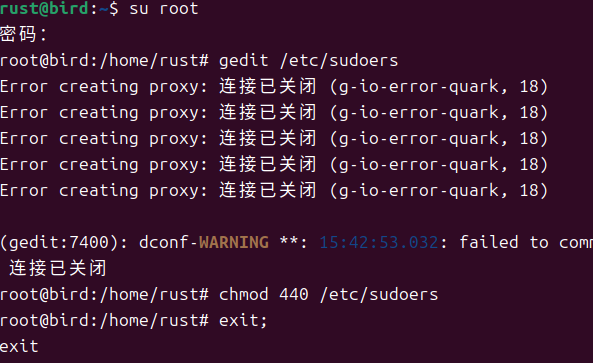 rust@bird:~$ su root
密码：
root@bird:/home/rust# gedit /etc/sudoers
Error creating proxy: 连接已关闭 (g-io-error-quark, 18)
Error creating proxy: 连接已关闭 (g-io-error-quark, 18)
Error creating proxy: 连接已关闭 (g-io-error-quark, 18)
Error creating proxy: 连接已关闭 (g-io-error-quark, 18)
Error creating proxy: 连接已关闭 (g-io-error-quark, 18)
(gedit:7400): dconf-WARNING **: 15:42:53.032: failed to
连接已关闭
root@bird:/home/rust# chmod 440 /etc/sudoers
root@bird:/home/rust# exit;
exit